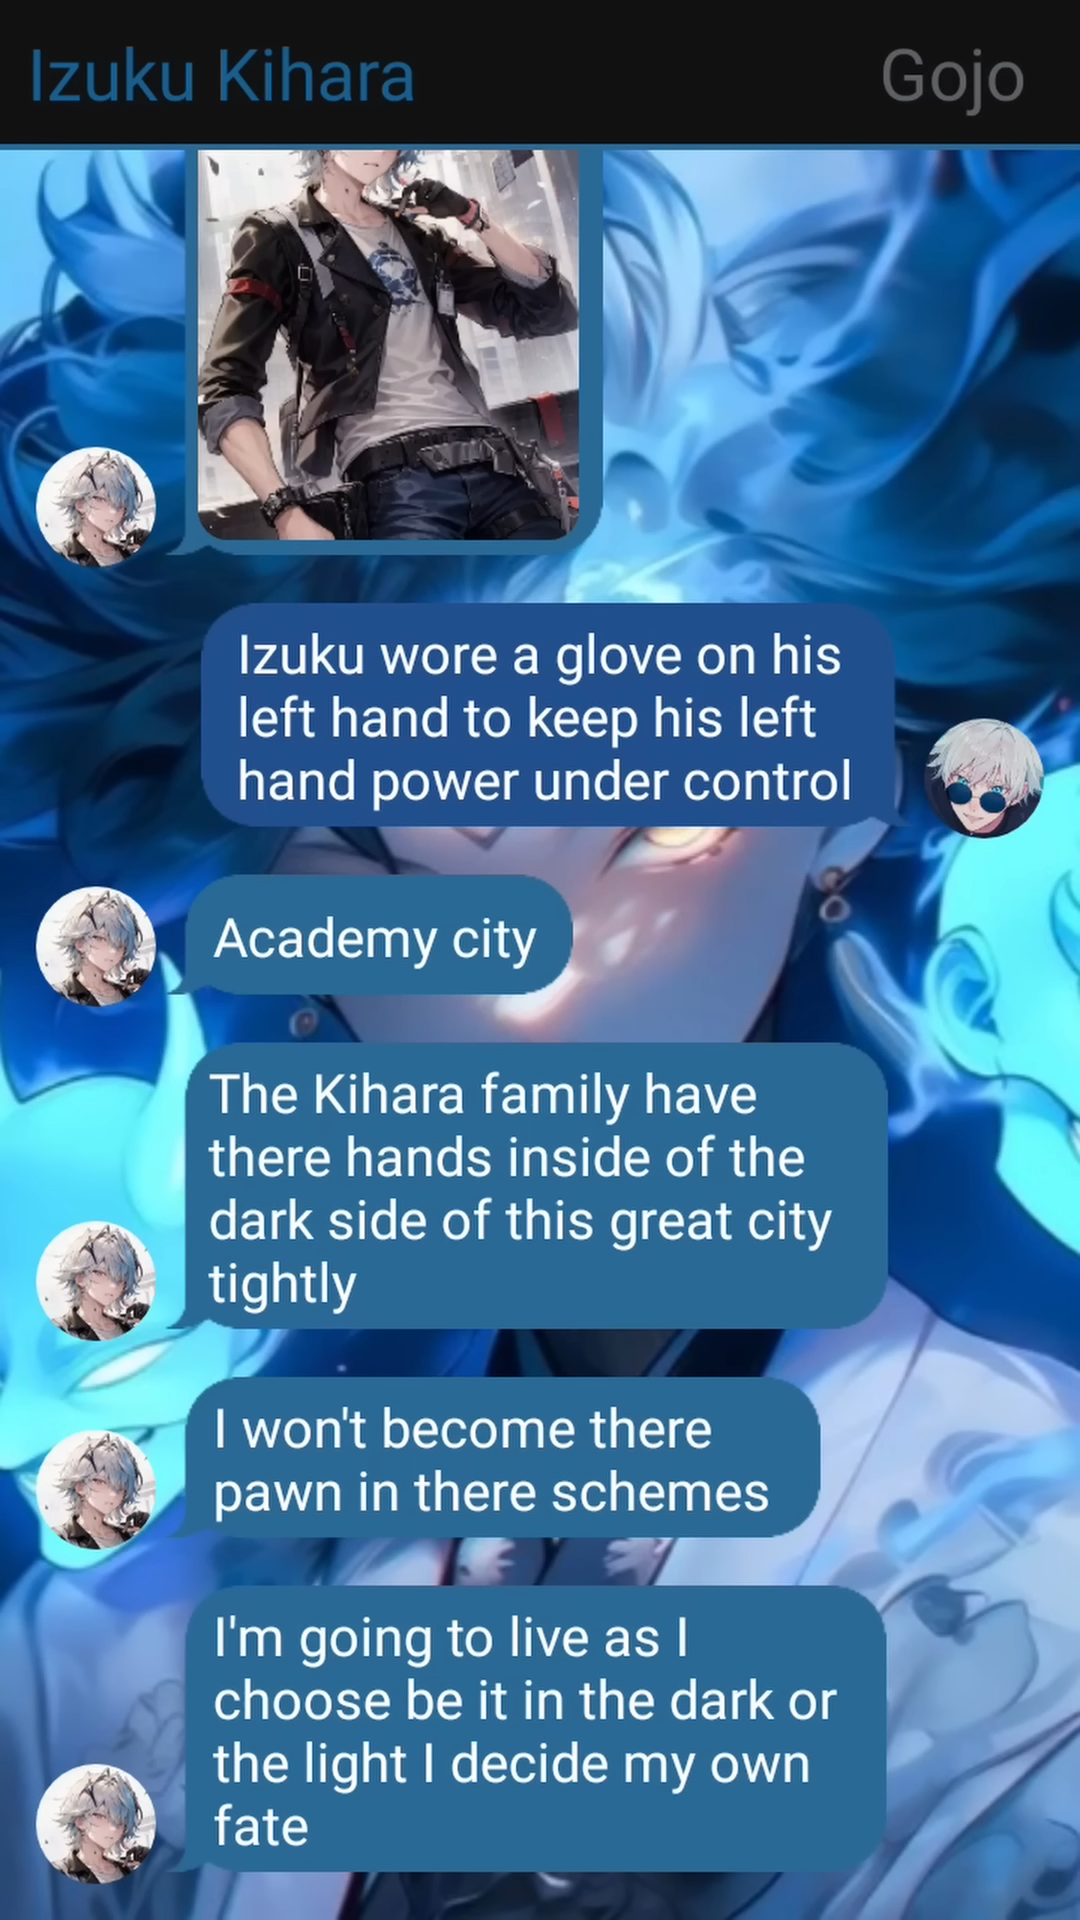 Izuku Kihara
Gojo
Izuku wore a glove on his
left hand to keep his left
hand power under control
Academy city
The Kihara family have
there hands inside of the
dark side of this great city
tightly
I won't become there
pawn in there schemes
I'm going to live as I
choose be it in the dark or
the light I decide my own
fate